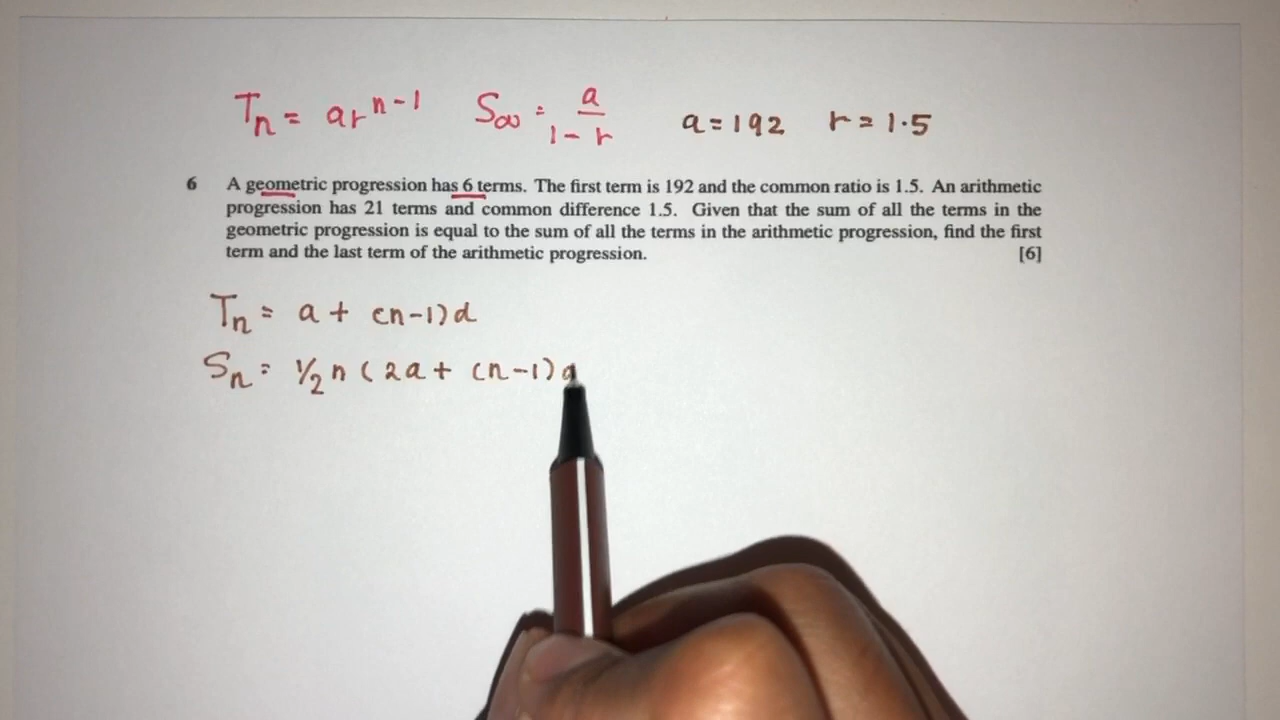 Tn = arⁿ⁻¹ S∞ = a/1-r a=192 r=1.5
6 A geometric progression has 6 terms. The first term is 192 and the common ratio is 1.5. An arithmetic
progression has 21 terms and common difference 1.5. Given that the sum of all the terms in the
geometric progression is equal to the sum of all the terms in the arithmetic progression, find the first
term and the last term of the arithmetic progression. [6]
Tn = a + (n-1)d
Sn = 1/2 n (2a + (n-1)d